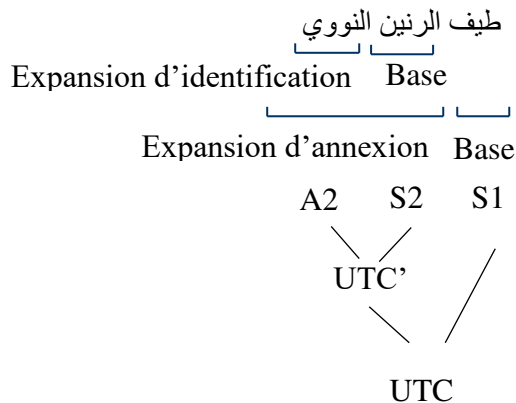 طيف الرنين النووي
Expansion d’identification Base
Expansion d’annexion Base
A2 S2 S1
UTC’
UTC